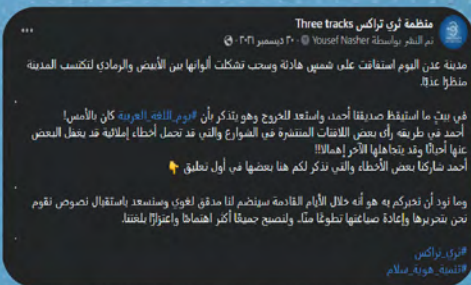 منظمة ثري تراكس Three tracks
تم النشر بواسطة Yousef Nasher · ٢٠ ديسمبر ٢٠٢١
مدينة عدن اليوم استفاقت على شمسٍ هادئة وسحب تشكلت ألوانها بين الأبيض والرمادي لتكتسب المدينة
منظرًا عذبًا.
في بيتٍ ما استيقظ صديقنا أحمد، واستعد للخروج وهو يتذكر بأن #يوم_اللغة_العربية كان بالأمس!
أحمد في طريقه رأى بعض اللافتات المنتشرة في الشوارع والتي قد تحمل أخطاء إملائية قد يغفل البعض
عنها أحيانًا وقد يتجاهلها الآخر إهمالا!!
أحمد شاركنا بعض الأخطاء والتي نذكر لكم هنا بعضها في أول تعليق 👇
وما نود أن نخبركم به هو أنه خلال الأيام القادمة سينضم لنا مدقق لغوي وسنسعد باستقبال نصوص نقوم
نحن بتحريرها وإعادة صياغتها تطوعًا منّا. ولنصبح جميعًا أكثر اهتمامًا واعتزازًا بلغتنا.
#ثري_تراكس
#تنمية_هوية_سلام